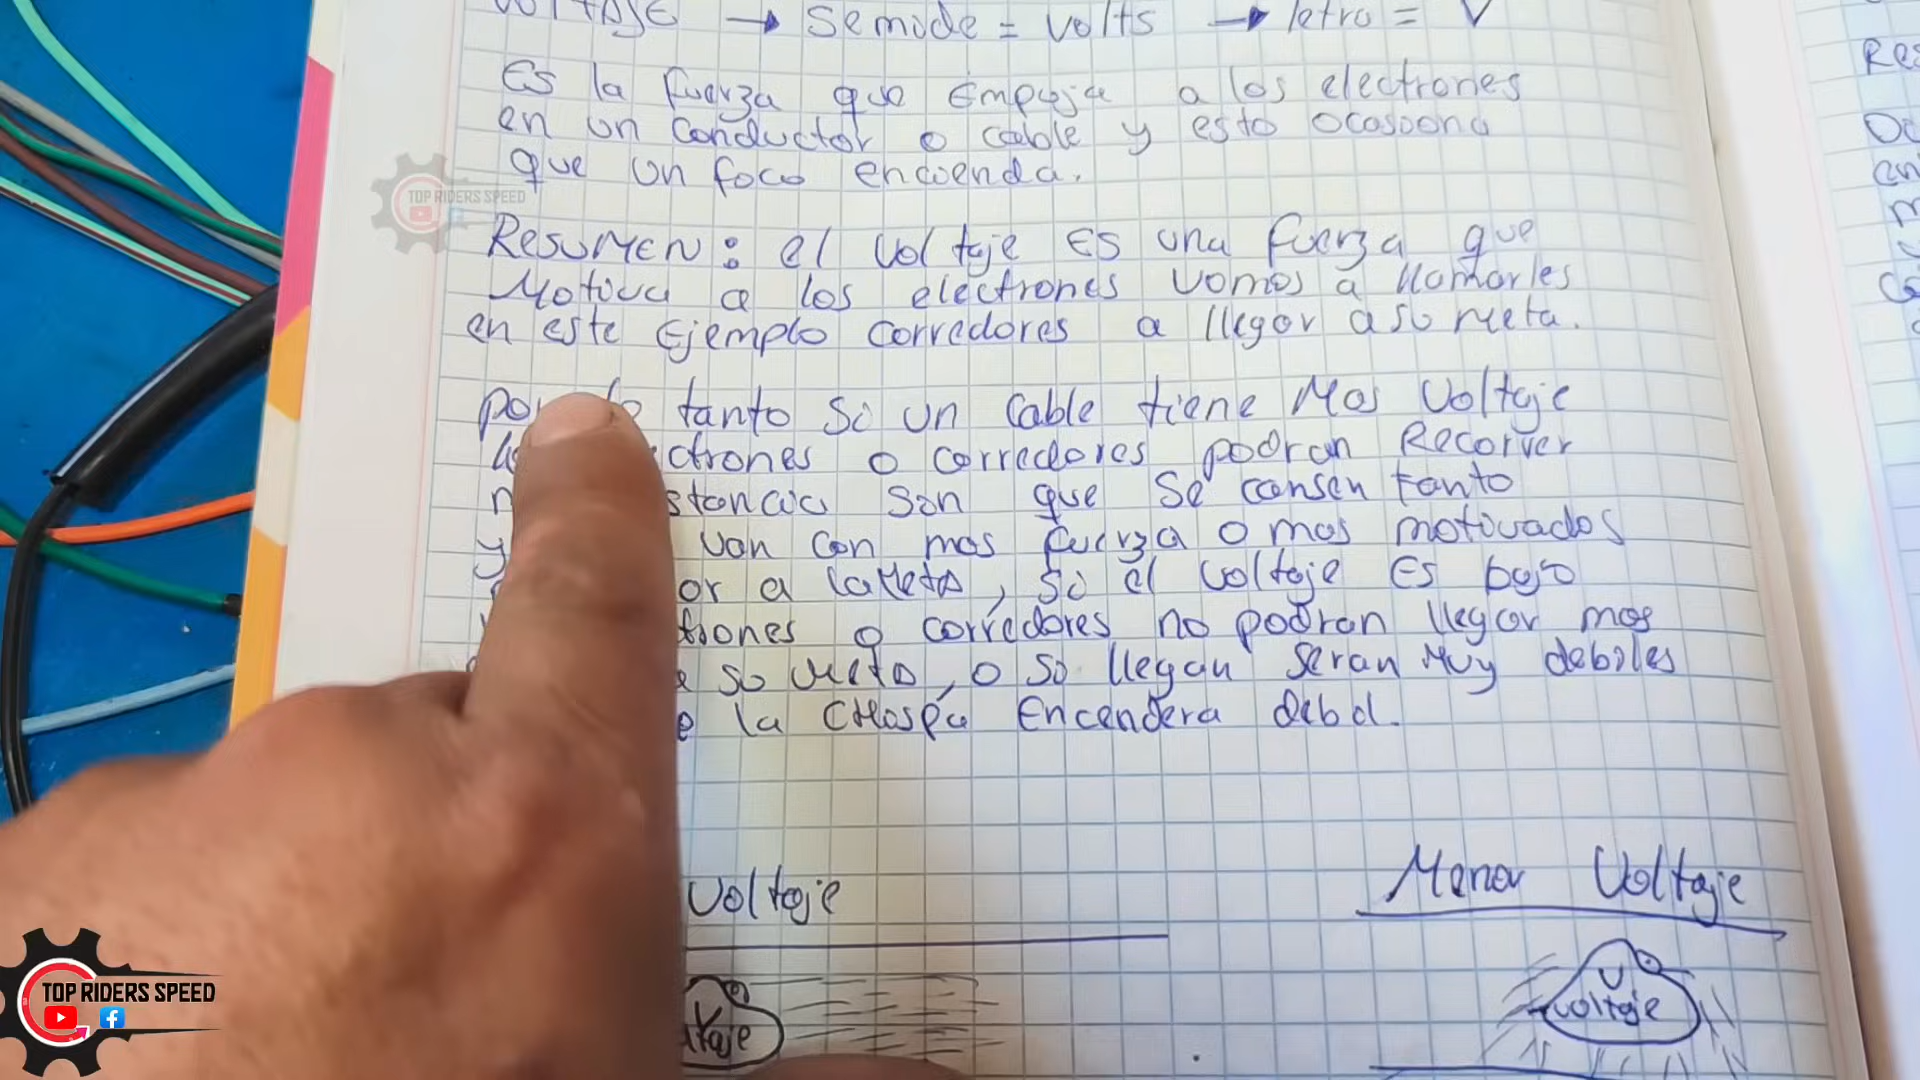 VOLTAJE → Se mide = Volts → letra = V
Es la fuerza que Empuja a los electrones
en un conductor o cable y esto ocasiona
que un foco encienda.
TOP RIDERS SPEED
Resumen: el voltaje Es una fuerza que
Motiva a los electrones vamos a llamarles
en este Ejemplo corredores a llegar a su meta.
por lo tanto si un cable tiene Mas Voltaje
ctrones o corredores podran Recorrer
stancia sin que se cansen tanto
y van con mas fuerza o mas motivados
or a la Meta, si el voltaje Es bajo
trones o corredores no podran llegar mas
su Meta, o si llegan seran Muy debiles
e la CHispa Encendera debil.
Voltaje
Menor Voltaje
V
voltaje
ltaje
TOP RIDERS SPEED